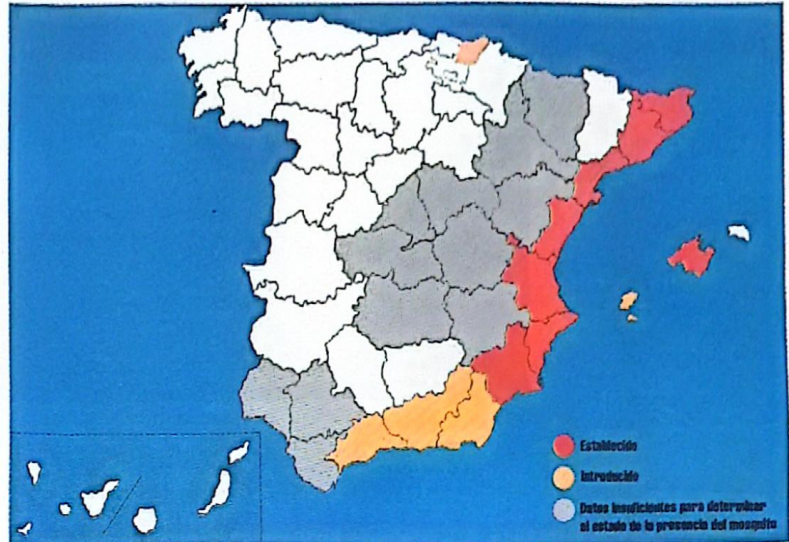 Establecido
Introducido
Datos insuficientes para determinar
el estado de la presencia del mosquito